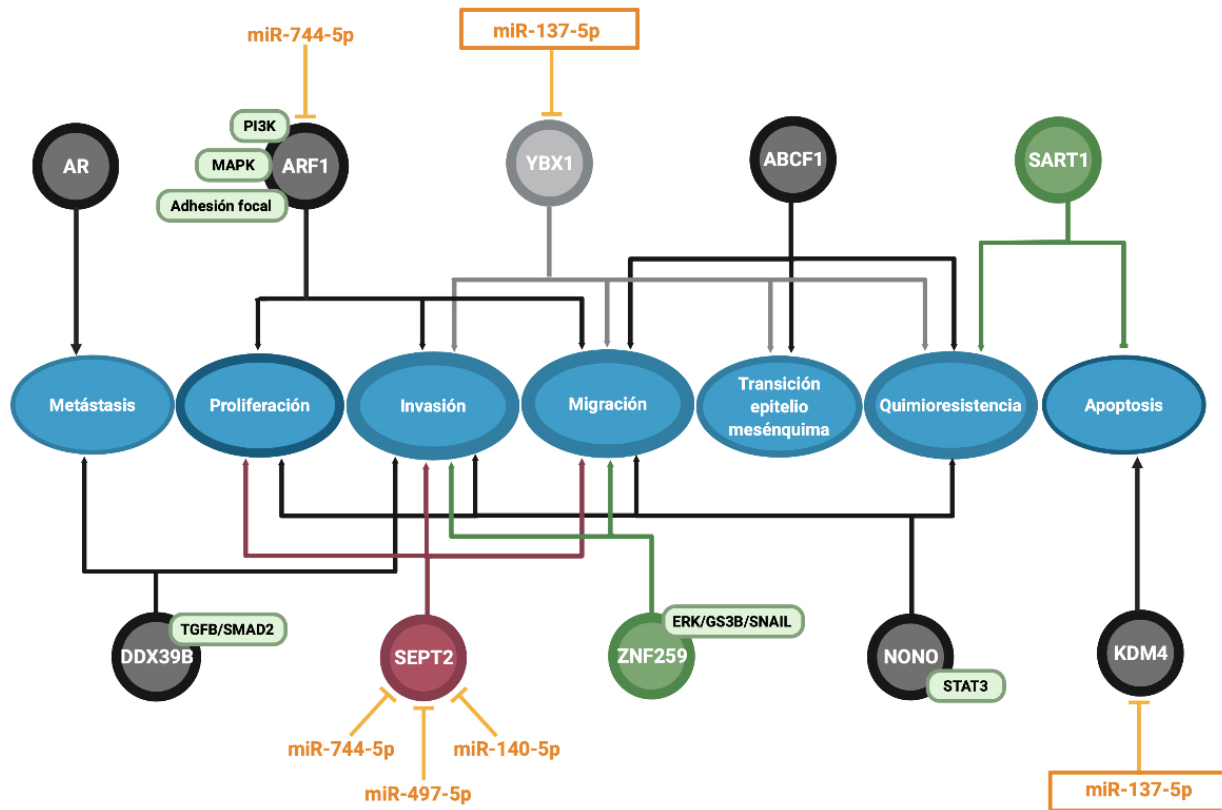 miR-744-5p
miR-137-5p
PI3K
MAPK
Adhesión focal
AR
ARF1
YBX1
ABCF1
SART1
Metástasis
Proliferación
Invasión
Migración
Transición
epitelio
mesénquima
Quimioresistencia
Apoptosis
TGFB/SMAD2
DDX39B
SEPT2
ERK/GS3B/SNAIL
ZNF259
NONO
STAT3
KDM4
miR-744-5p
miR-140-5p
miR-497-5p
miR-137-5p